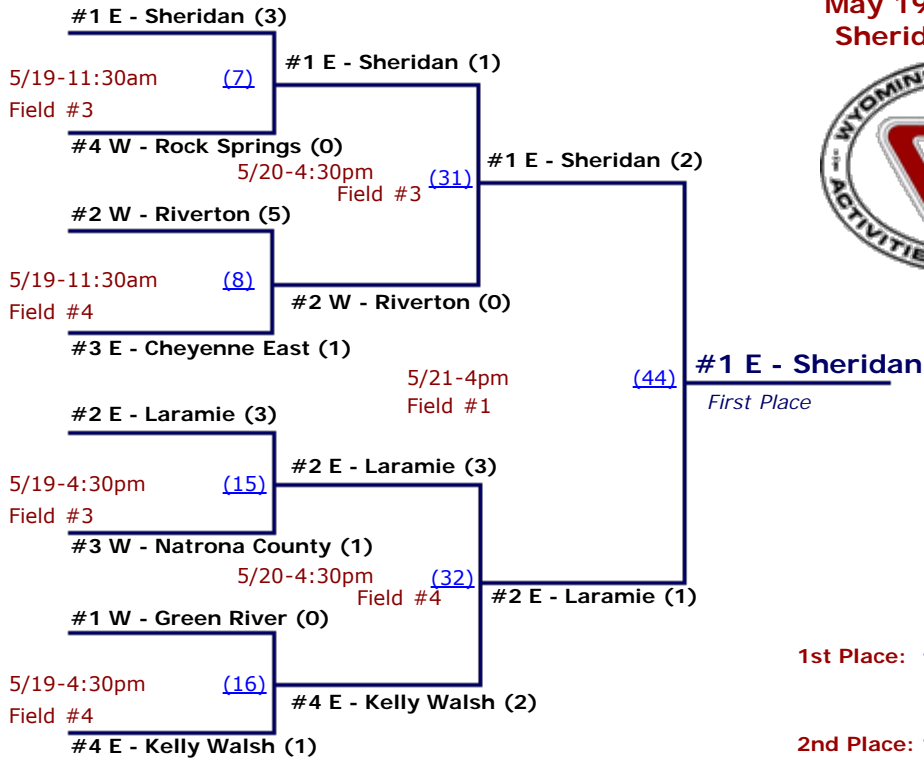 May 19
Sherid
#1 E - Sheridan (3)
5/19-11:30am
(7)
Field #3
#4 W - Rock Springs (0)
#1 E - Sheridan (1)
5/20-4:30pm
(31)
Field #3
#2 W - Riverton (5)
5/19-11:30am
(8)
Field #4
#3 E - Cheyenne East (1)
#2 W - Riverton (0)
#1 E - Sheridan (2)
5/21-4pm
(44)
Field #1
#1 E - Sheridan
First Place
#2 E - Laramie (3)
5/19-4:30pm
(15)
Field #3
#3 W - Natrona County (1)
#2 E - Laramie (3)
5/20-4:30pm
(32)
Field #4
#2 E - Laramie (1)
#1 W - Green River (0)
5/19-4:30pm
(16)
Field #4
#4 E - Kelly Walsh (1)
#4 E - Kelly Walsh (2)
WYOMIN
ACTIVITIE
1st Place:
2nd Place: